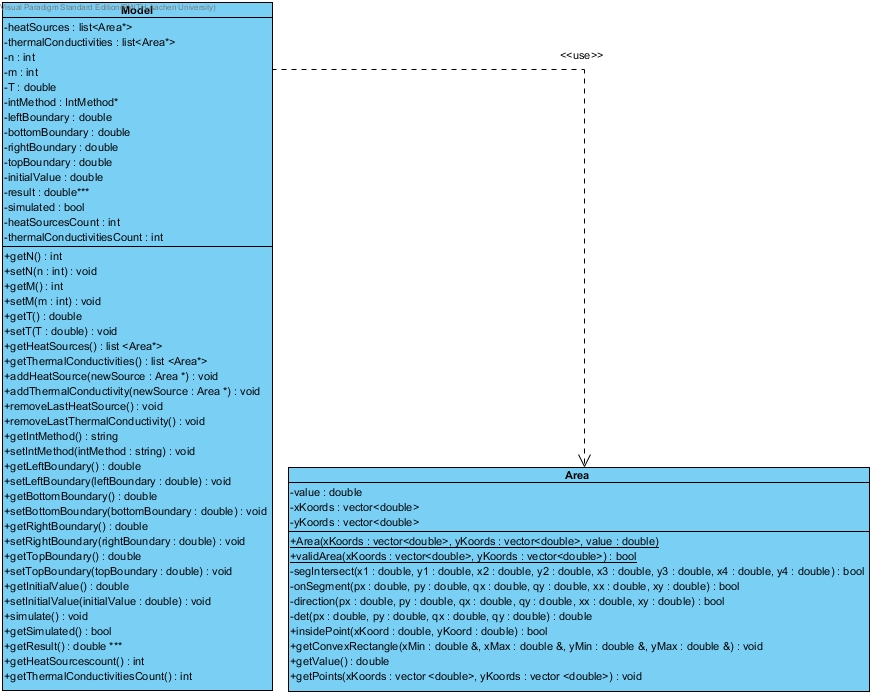 Visual Paradigm Standard Edition Aachen University)
Model
-heatSources : list<Area*>
-thermalConductivities : list<Area*>
-n : int
-m : int
-T : double
-intMethod : IntMethod*
-leftBoundary : double
-bottomBoundary : double
-rightBoundary : double
-topBoundary : double
-initialValue : double
-result : double***
-simulated : bool
-heatSourcesCount : int
-thermalConductivitiesCount : int
+getN() : int
+setN(n : int) : void
+getM() : int
+setM(m : int) : void
+getT() : double
+setT(T : double) : void
+getHeatSources() : list <Area*>
+getThermalConductivities() : list <Area*>
+addHeatSource(newSource : Area *) : void
+addThermalConductivity(newSource : Area *) : void
+removeLastHeatSource() : void
+removeLastThermalConductivity() : void
+getIntMethod() : string
+setIntMethod(intMethod : string) : void
+getLeftBoundary() : double
+setLeftBoundary(leftBoundary : double) : void
+getBottomBoundary() : double
+setBottomBoundary(bottomBoundary : double) : void
+getRightBoundary() : double
+setRightBoundary(rightBoundary : double) : void
+getTopBoundary() : double
+setTopBoundary(topBoundary : double) : void
+getInitialValue() : double
+setInitialValue(initialValue : double) : void
+simulate() : void
+getSimulated() : bool
+getResult() : double ***
+getHeatSourcescount() : int
+getThermalConductivitiesCount() : int
<<use>>
Area
-value : double
-xKoords : vector<double>
-yKoords : vector<double>
+Area(xKoords : vector<double>, yKoords : vector<double>, value : double)
+validArea(xKoords : vector<double>, yKoords : vector<double>) : bool
-segIntersect(x1 : double, y1 : double, x2 : double, y2 : double, x3 : double, y3 : double, x4 : double, y4 : double) : bool
-onSegment(px : double, py : double, qx : double, qy : double, xx : double, xy : double) : bool
-direction(px : double, py : double, qx : double, qy : double, xx : double, xy : double) : bool
-det(px : double, py : double, qx : double, qy : double) : double
+insidePoint(xKoord : double, yKoord : double) : bool
+getConvexRectangle(xMin : double &, xMax : double &, yMin : double &, yMax : double &) : void
+getValue() : double
+getPoints(xKoords : vector <double>, yKoords : vector <double>) : void